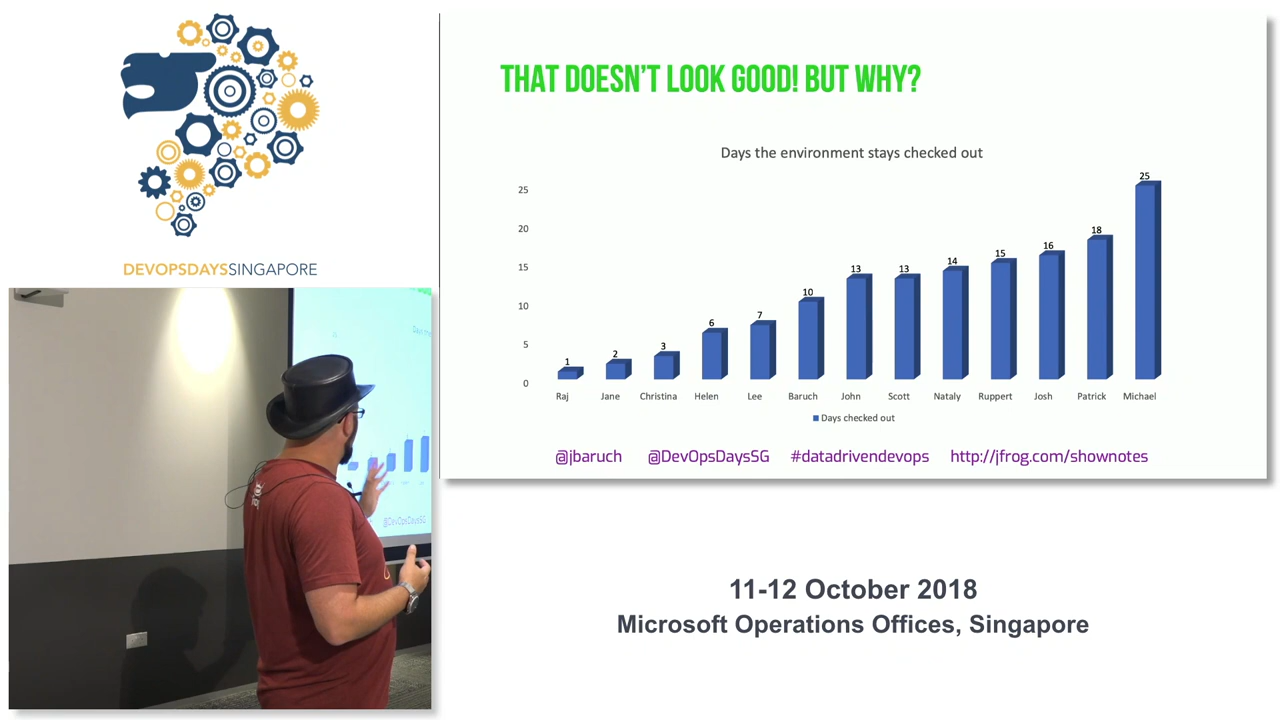 DEVOPSDAYSSINGAPORE
THAT DOESN'T LOOK GOOD! BUT WHY?
Days the environment stays checked out
25
20
15
10
5
0
1
2
3
6
7
10
13
13
14
15
16
18
25
Raj Jane Christina Helen Lee Baruch John Scott Nataly Ruppert Josh Patrick Michael
Days checked out
@jbaruch @DevOpsDaysSG #datadrivendevops http://jfrog.com/shownotes
@DevOpsDaysSG
11-12 October 2018
Microsoft Operations Offices, Singapore